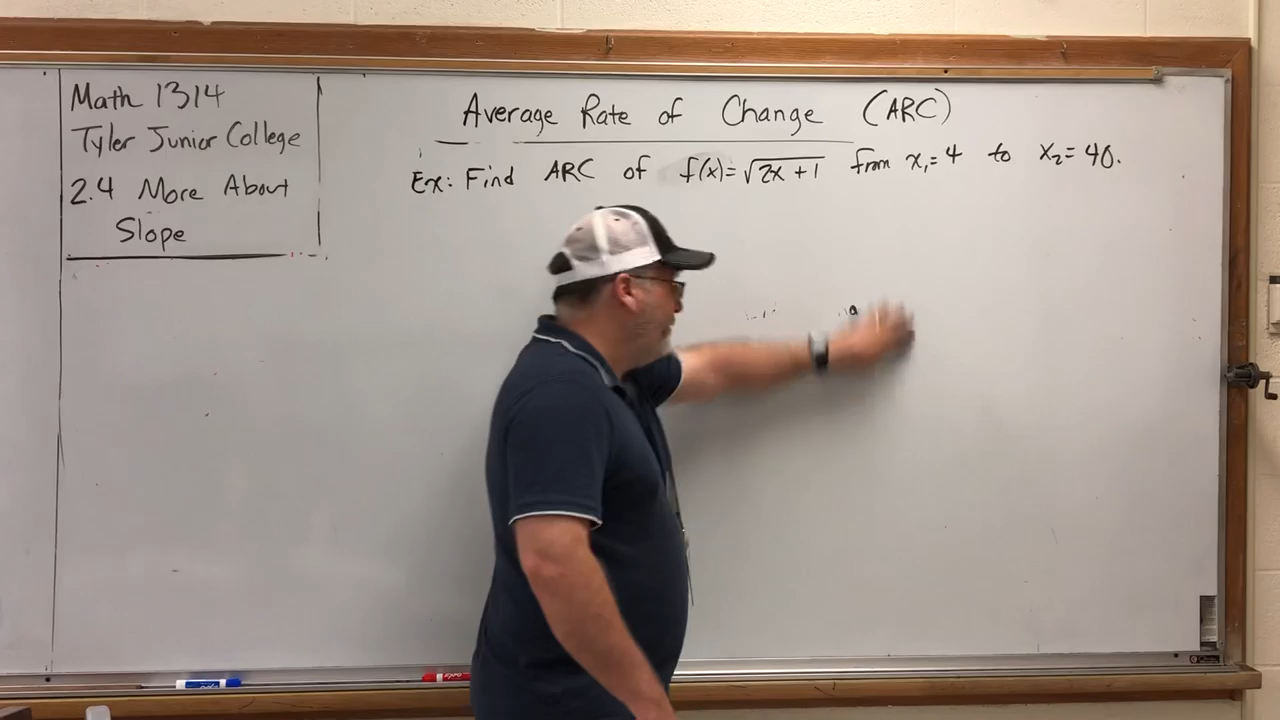 Math 1314
Tyler Junior College
2.4 More About
Slope
Average Rate of Change (ARC)
Ex: Find ARC of f(x)=√2x+1 from x₁=4 to x₂=40.